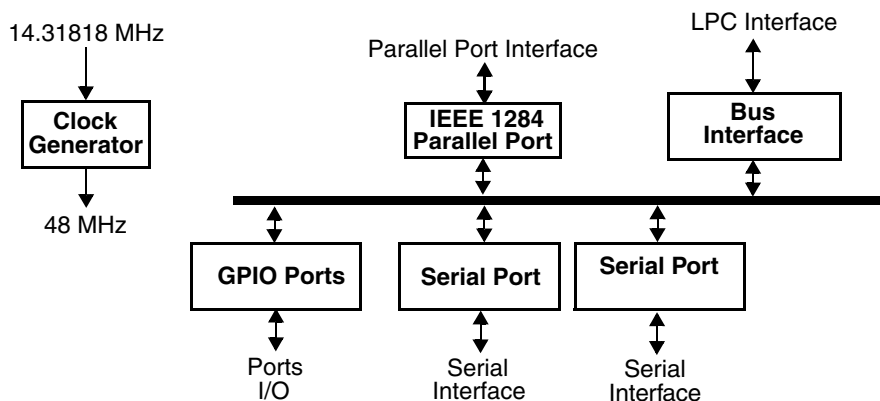 14.31818 MHz
Clock
Generator
48 MHz
Parallel Port Interface
IEEE 1284
Parallel Port
LPC Interface
Bus
Interface
GPIO Ports
Ports
I/O
Serial Port
Serial
Interface
Serial Port
Serial
Interface